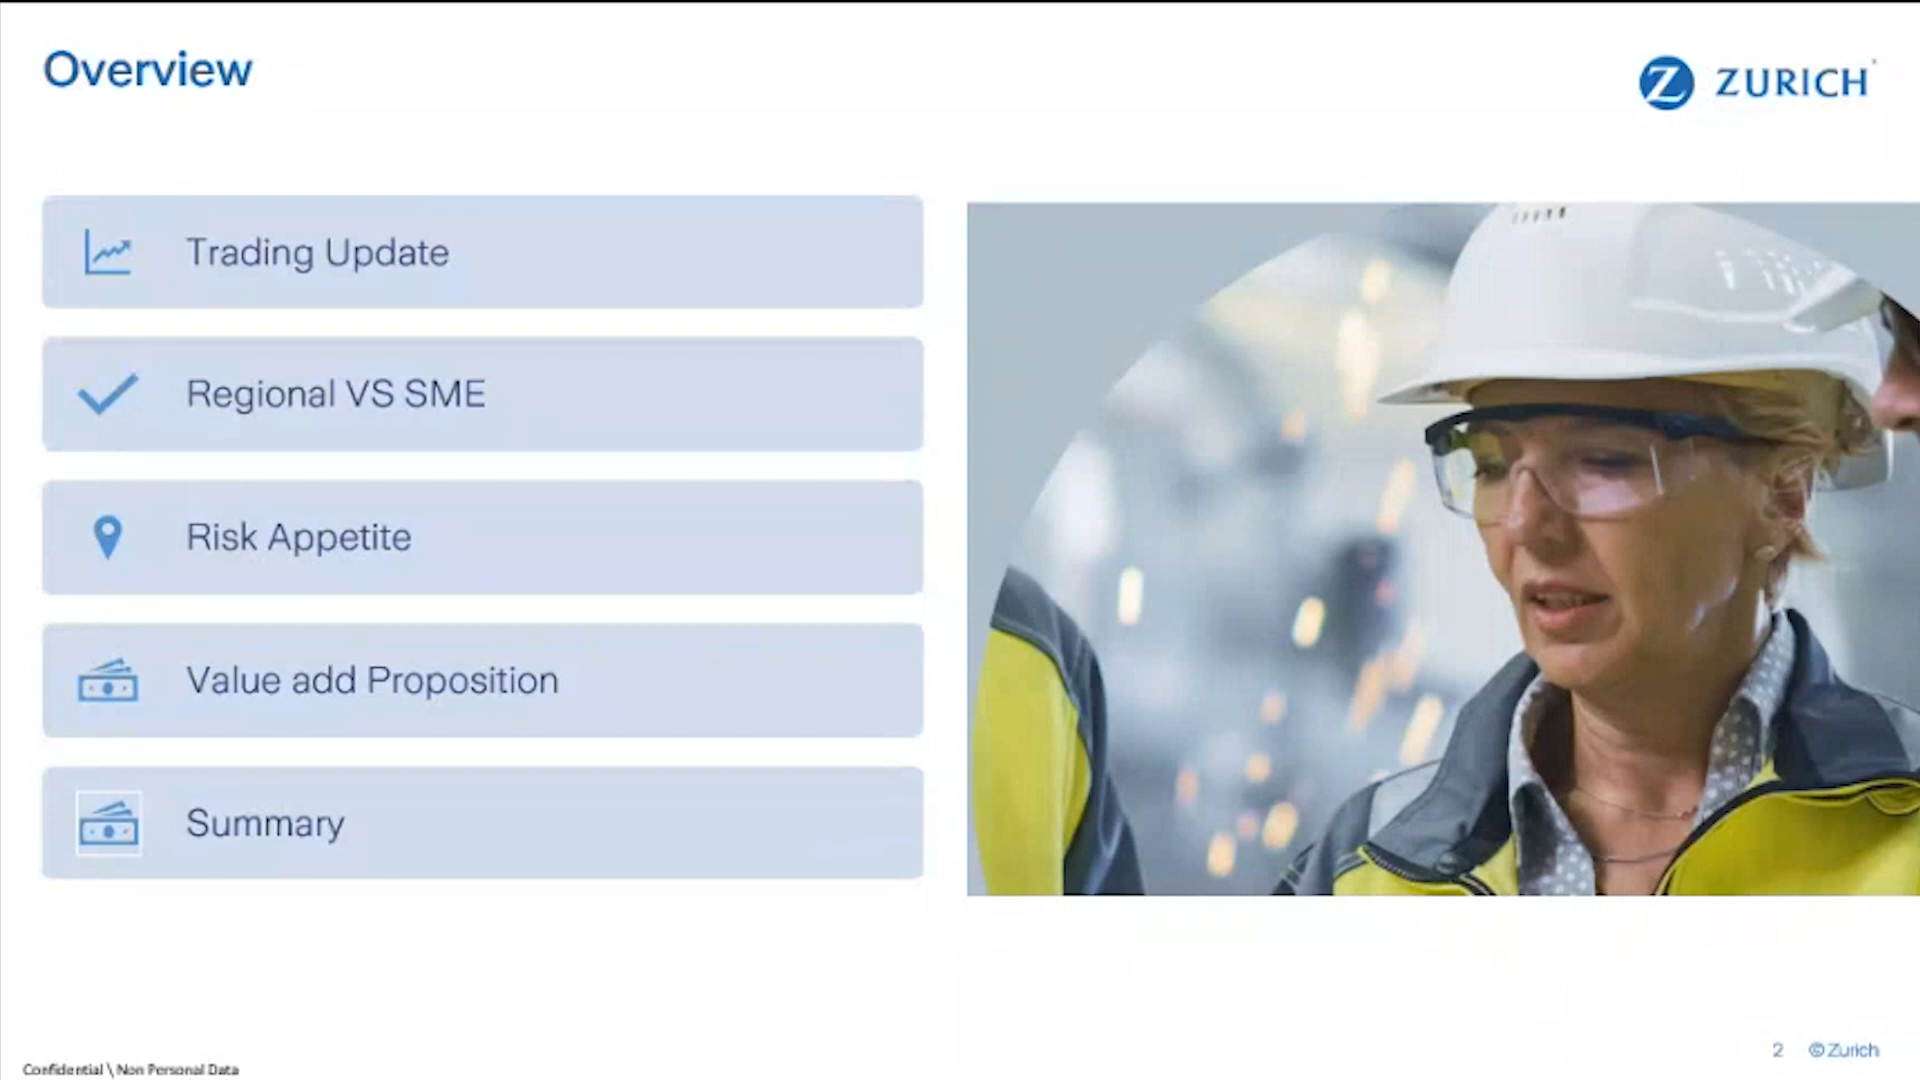 Overview
ZURICH
Trading Update
Regional VS SME
Risk Appetite
Value add Proposition
Summary
2 © Zurich
Confidential \ Non Personal Data